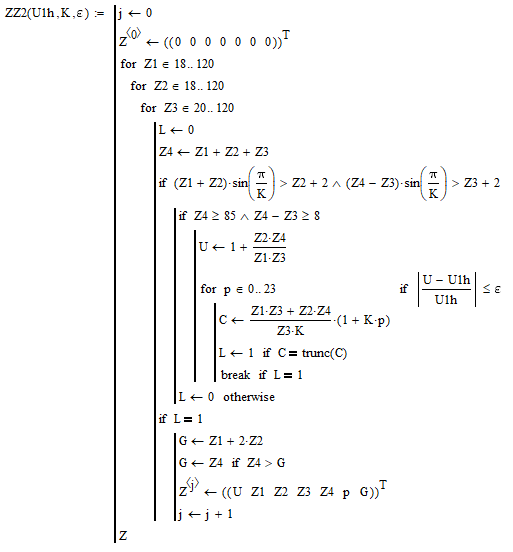 ZZ2(U1h, K, ε) := j ← 0
Z^⟨0⟩ ← ((0 0 0 0 0 0 0))^T
for Z1 ∈ 18.. 120
for Z2 ∈ 18.. 120
for Z3 ∈ 20.. 120
L ← 0
Z4 ← Z1 + Z2 + Z3
if (Z1 + Z2)·sin(π/K) > Z2 + 2 ∧ (Z4 − Z3)·sin(π/K) > Z3 + 2
if Z4 ≥ 85 ∧ Z4 − Z3 ≥ 8
U ← 1 + Z2·Z4/Z1·Z3
for p ∈ 0.. 23 if |U − U1h/U1h| ≤ ε
C ← Z1·Z3 + Z2·Z4/Z3·K·(1 + K·p)
L ← 1 if C = trunc(C)
break if L = 1
L ← 0 otherwise
if L = 1
G ← Z1 + 2·Z2
G ← Z4 if Z4 > G
Z^⟨j⟩ ← ((U Z1 Z2 Z3 Z4 p G))^T
j ← j + 1
Z